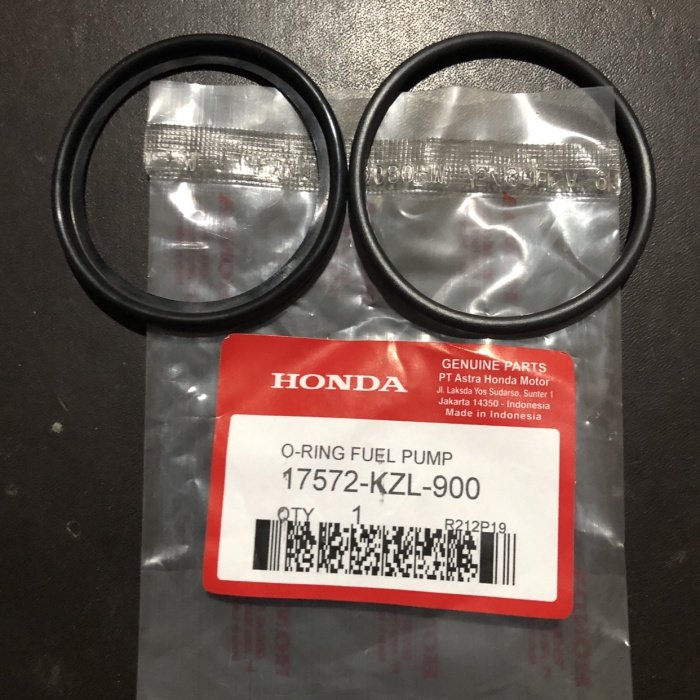 HONDA
GENUINE PARTS
PT Astra Honda Motor
Jl. Laksda Yos Sudarso, Sunter 1
Jakarta 14350 - Indonesia
Made in Indonesia
O-RING FUEL PUMP
17572-KZL-900
QTY 1
R212P19